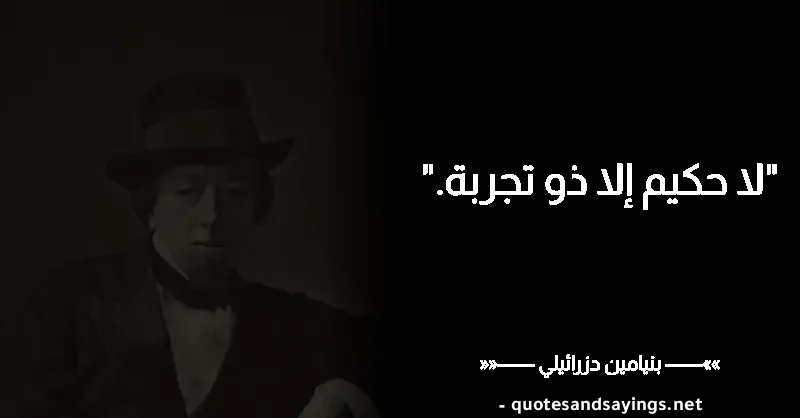 "لا حكيم إلا ذو تجربة."
»»—— بنيامين دزرائيلي ——««
- quotesandsayings.net